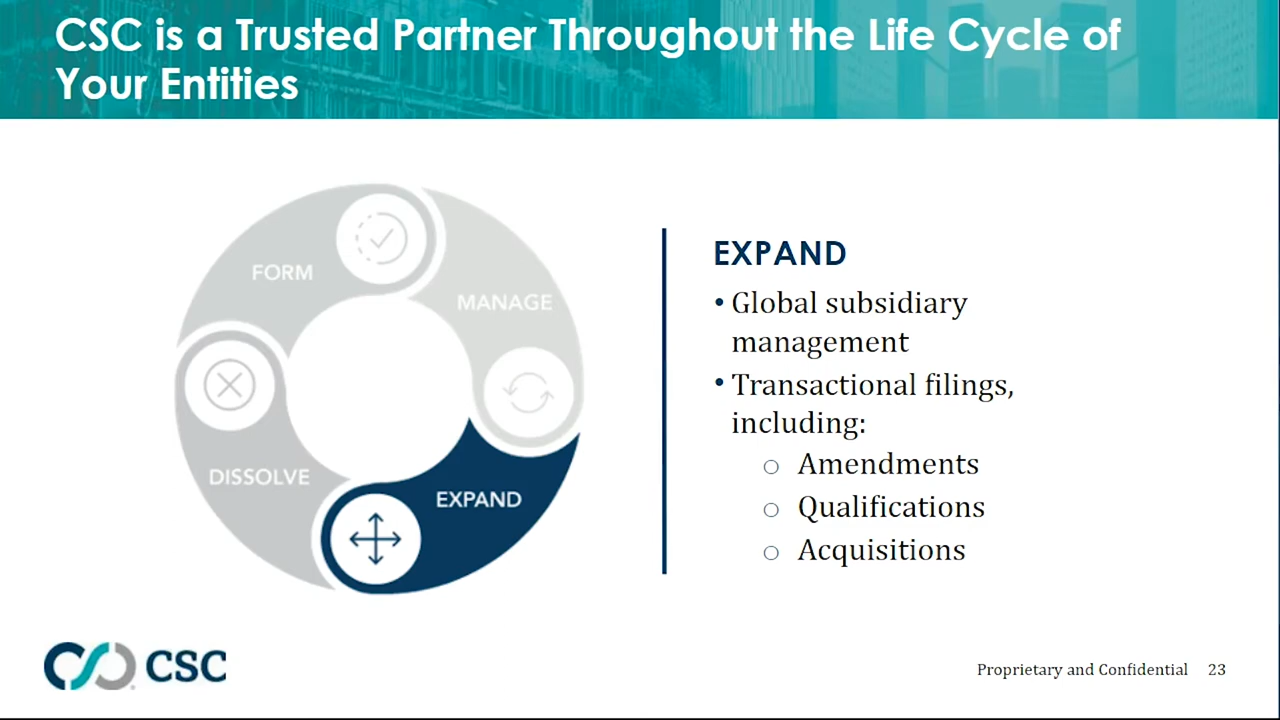 CSC is a Trusted Partner Throughout the Life Cycle of
Your Entities
FORM
MANAGE
DISSOLVE
EXPAND
EXPAND
• Global subsidiary
management
• Transactional filings,
including:
o Amendments
o Qualifications
o Acquisitions
CSC
Proprietary and Confidential 23